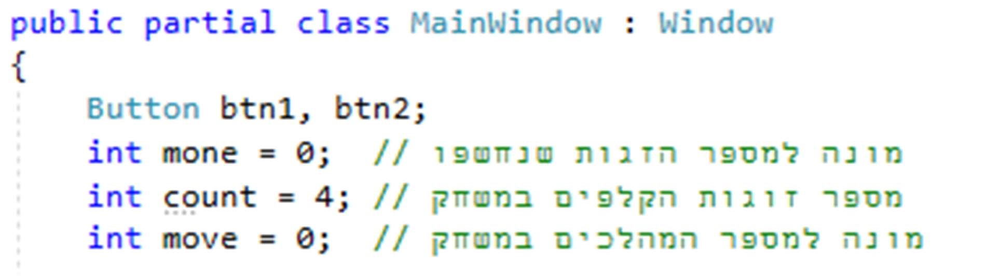 public partial class MainWindow : Window
{
Button btn1, btn2;
int mone = 0;  // מונה למספר הזגות שנחשפו
int count = 4; // מספר זוגות הקלפים במשחק
int move = 0;  // מונה למספר המהלכים במשחק